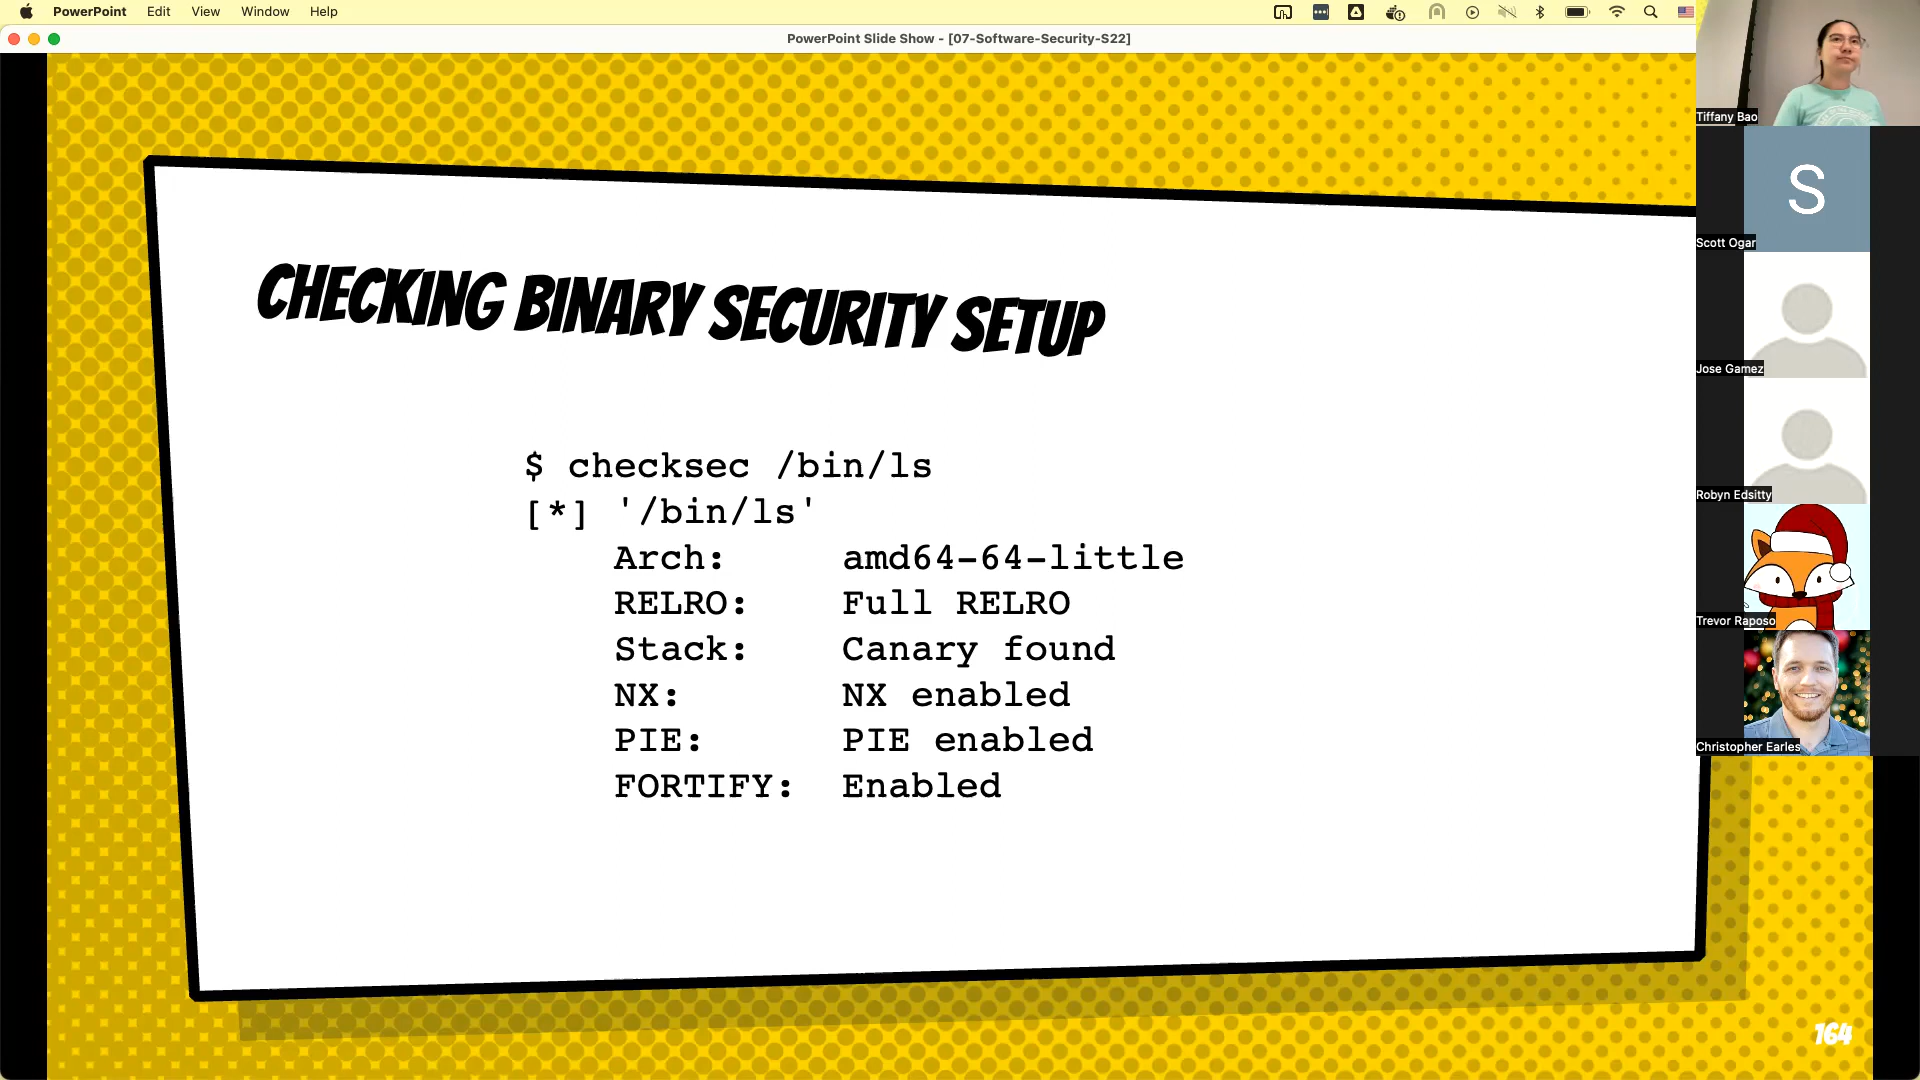 PowerPoint Edit View Window Help
PowerPoint Slide Show - [07-Software-Security-S22]
CHECKING BINARY SECURITY SETUP
$ checksec /bin/ls
[*] '/bin/ls'
Arch: amd64-64-little
RELRO: Full RELRO
Stack: Canary found
NX: NX enabled
PIE: PIE enabled
FORTIFY: Enabled
164
Tiffany Bao
S
Scott Ogar
Jose Gamez
Robyn Edsitty
Trevor Raposo
Christopher Earles